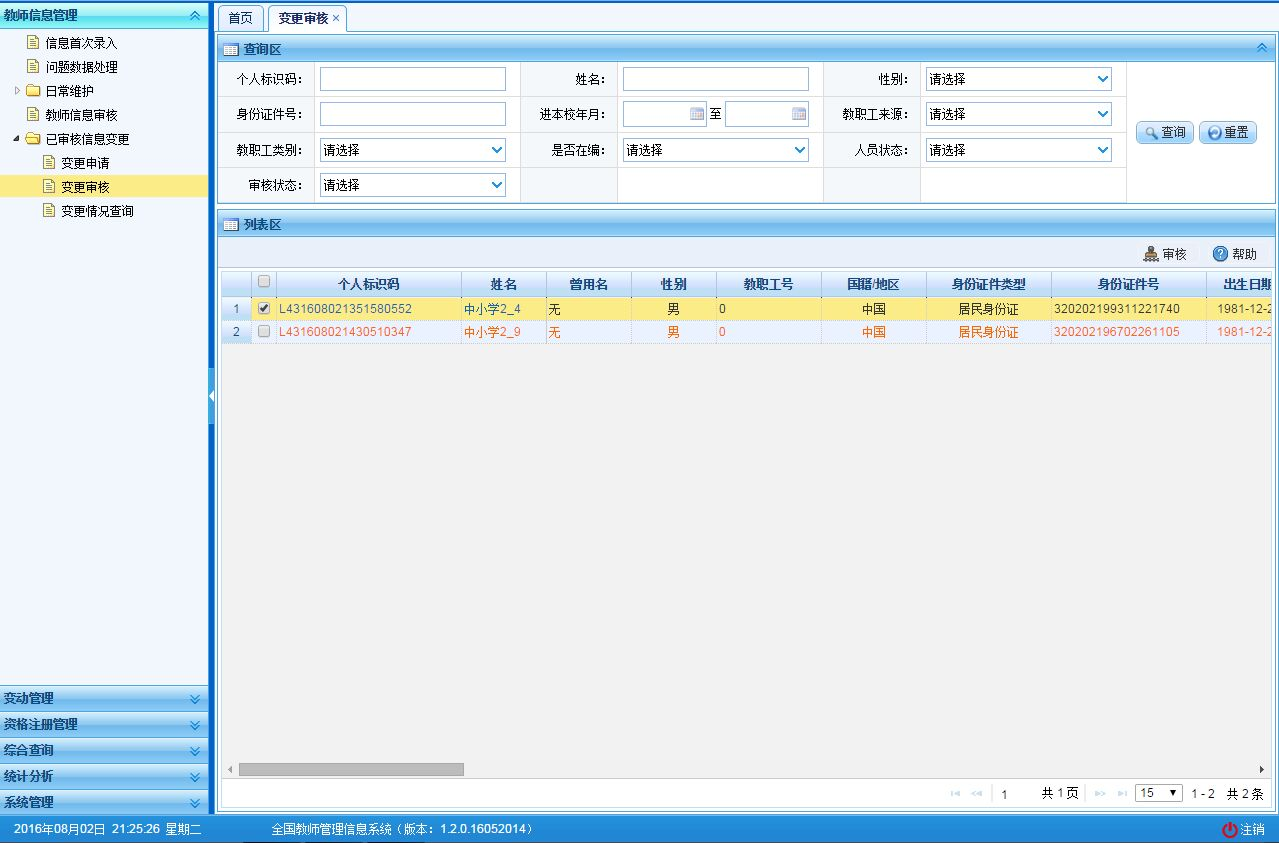 教师信息管理
信息首次录入
问题数据处理
日常维护
教师信息审核
已审核信息变更
变更申请
变更审核
变更情况查询
变动管理
资格注册管理
综合查询
统计分析
系统管理
首页 变更审核 ×
查询区
个人标识码： 姓名： 性别： 请选择
身份证件号： 进本校年月： 至 教职工来源： 请选择
教职工类别： 请选择 是否在编： 请选择 人员状态： 请选择
审核状态： 请选择
查询 重置
列表区
审核 帮助
个人标识码 姓名 曾用名 性别 教职工号 国籍/地区 身份证件类型 身份证件号 出生日期
1 L431608021351580552 中小学2_4 无 男 0 中国 居民身份证 320202199311221740 1981-12-2
2 L431608021430510347 中小学2_9 无 男 0 中国 居民身份证 320202196702261105 1981-12-2
1 共 1 页 15 1 - 2 共 2 条
2016年08月02日 21:25:26 星期二 全国教师管理信息系统（版本：1.2.0.16052014） 注销